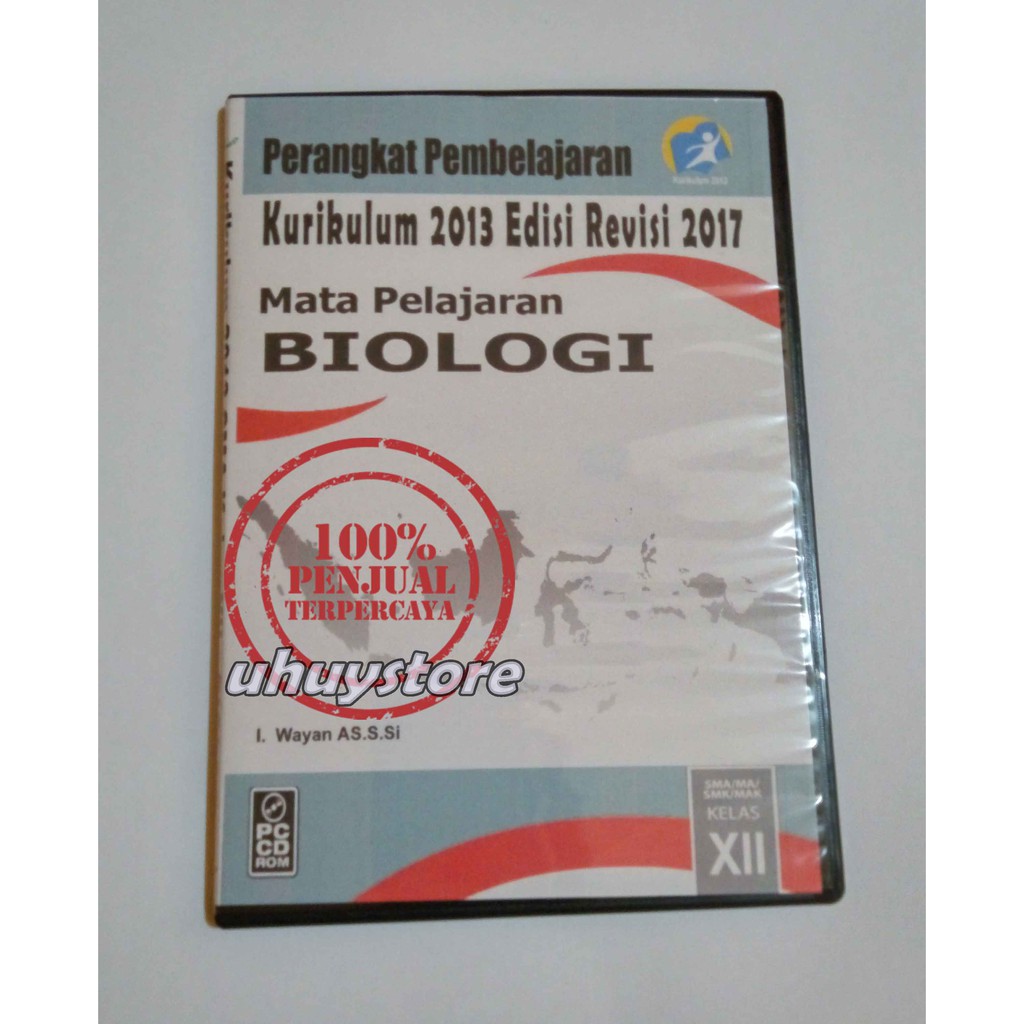 Perangkat Pembelajaran
Kurikulum 2013
Kurikulum 2013 Edisi Revisi 2017
Mata Pelajaran
BIOLOGI
100%
PENJUAL
TERPERCAYA
uhuystore
I. Wayan AS.S.Si
PC
CD
ROM
SMA/MA/
SMK/MAK
KELAS
XII